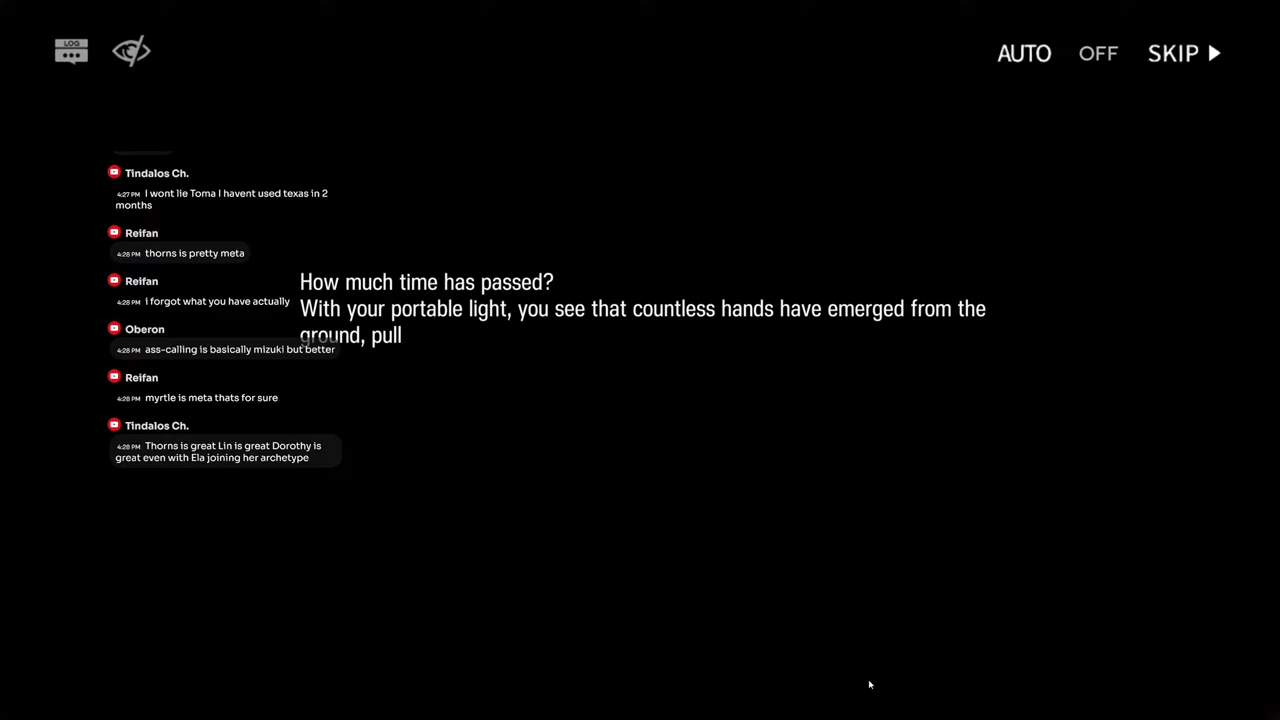 LOG
AUTO
OFF
SKIP
Tindalos Ch.
4:27 PM I wont lie Toma I havent used texas in 2
months
Reifan
4:28 PM thorns is pretty meta
Reifan
4:28 PM i forgot what you have actually
Oberon
4:28 PM ass-calling is basically mizuki but better
Reifan
4:28 PM myrtle is meta thats for sure
Tindalos Ch.
4:28 PM Thorns is great Lin is great Dorothy is
great even with Ela joining her archetype
How much time has passed?
With your portable light, you see that countless hands have emerged from the
ground, pull